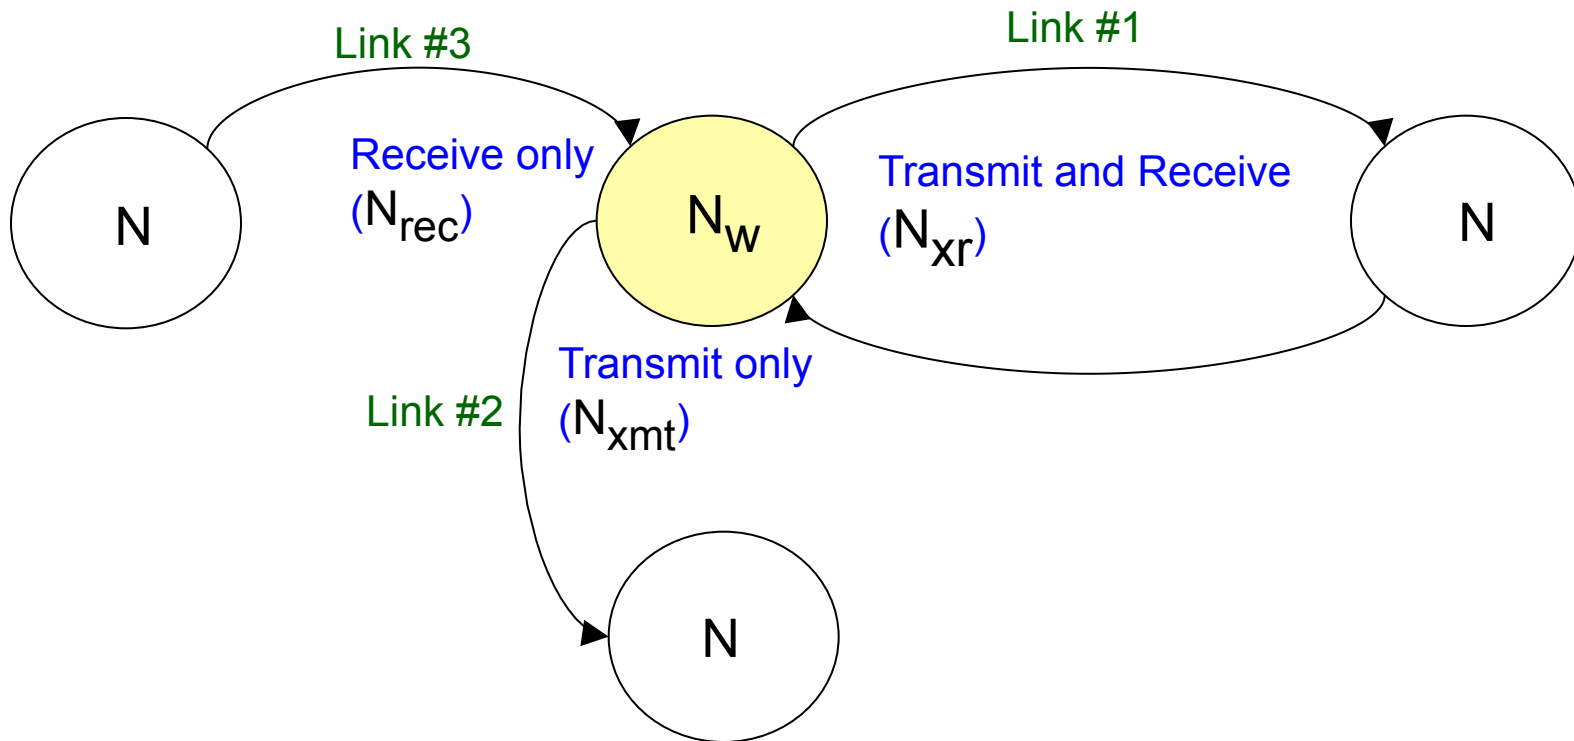 Link #3
Link #1
Receive only
(Nrec)
Transmit and Receive
(Nxr)
N
Nw
N
Transmit only
(Nxmt)
Link #2
N